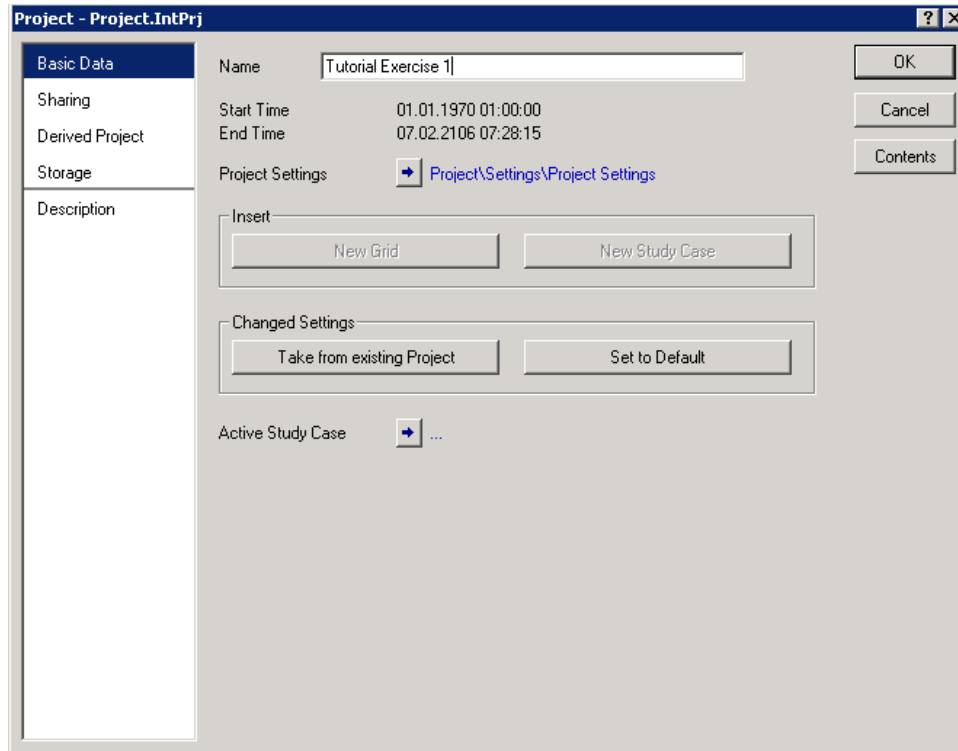 Project - Project.IntPrj
Basic Data
Sharing
Derived Project
Storage
Description
Name
Tutorial Exercise 1
Start Time 01.01.1970 01:00:00
End Time 07.02.2106 07:28:15
Project Settings Project\Settings\Project Settings
Insert
New Grid New Study Case
Changed Settings
Take from existing Project Set to Default
Active Study Case ...
OK
Cancel
Contents